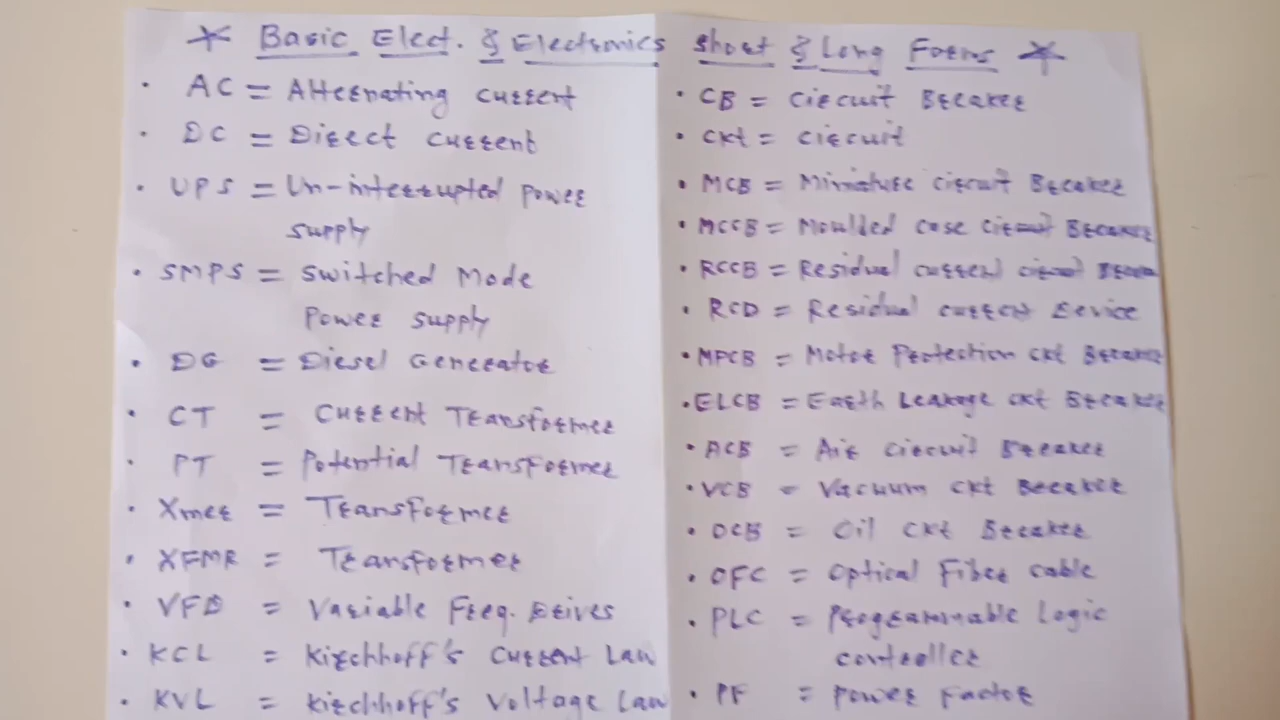 * Basic Elect. & Electronics Short & Long Forms *
• AC = Alternating current
• DC = Direct current
• UPS = Un-interrupted power
supply
• SMPS = Switched Mode
Power supply
• DG = Diesel Generator
• CT = Current Transformer
• PT = Potential Transformer
• Xmer = Transformer
• XFMR = Transformer
• VFD = Variable Freq. Drives
• KCL = Kirchhoff's Current Law
• KVL = Kirchhoff's Voltage Law
• CB = Circuit Breaker
• CKt = circuit
• MCB = Miniature circuit Breaker
• MCCB = Moulded case circuit Breaker
• RCCB = Residual current circuit Breaker
• RCD = Residual current Device
• MPCB = Motor Protection ckt Breaker
• ELCB = Earth Leakage ckt Breaker
• ACB = Air circuit Breaker
• VCB = Vacuum ckt Breaker
• OCB = Oil ckt Breaker
• OFC = Optical Fiber cable
• PLC = Programmable Logic
controller
• PF = Power Factor